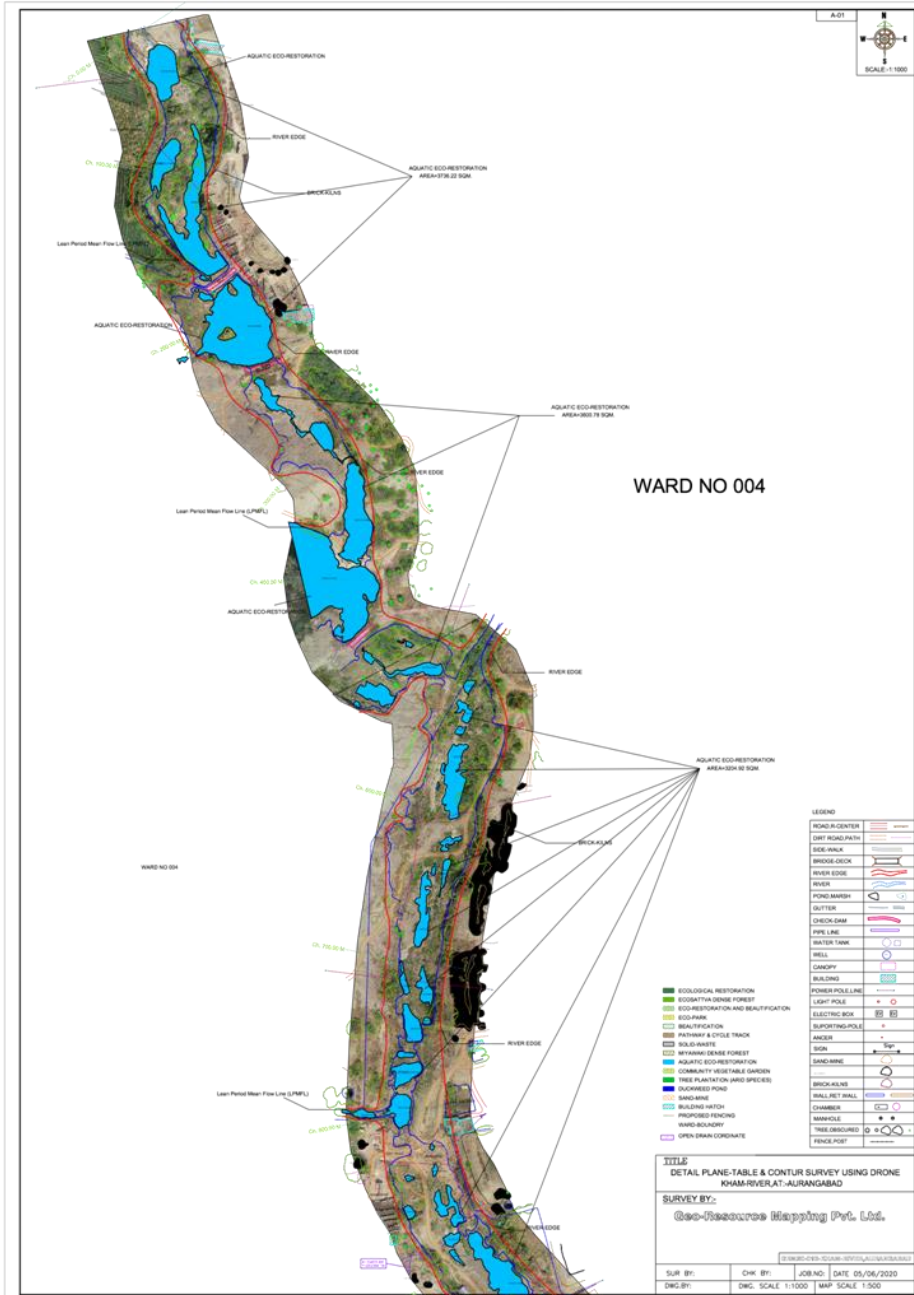 A-01
N
W
E
S
SCALE:-1:1000
AQUATIC ECO-RESTORATION
RIVER EDGE
AQUATIC ECO-RESTORATION
AREA=3736.22 SQM.
BRICK-KILNS
Lean Period Mean Flow Line
AQUATIC ECO-RESTORATION
RIVER EDGE
AQUATIC ECO-RESTORATION
RIVER EDGE
WARD NO 004
Lean Period Mean Flow Line (LPMFL)
AQUATIC ECO-RESTORATION
RIVER EDGE
AQUATIC ECO-RESTORATION
AREA=3204.92 SQM.
BRICK-KILNS
WARD NO 004
RIVER EDGE
Lean Period Mean Flow Line (LPMFL)
RIVER EDGE
ECOLOGICAL RESTORATION
ECOSATTVA DENSE FOREST
ECO-RESTORATION AND BEAUTIFICATION
ECO-PARK
BEAUTIFICATION
PATHWAY & CYCLE TRACK
SOLID-WASTE
MIYAWAKI DENSE FOREST
AQUATIC ECO-RESTORATION
COMMUNITY VEGETABLE GARDEN
TREE PLANTATION (ARID SPECIES)
DUCKWEED POND
SAND-MINE
BUILDING HATCH
PROPOSED FENCING
WARD-BOUNDRY
OPEN DRAIN CORDINATE
LEGEND
ROAD,R-CENTER
DIRT ROAD,PATH
SIDE-WALK
BRIDGE-DECK
RIVER EDGE
RIVER
POND,MARSH
GUTTER
CHECK-DAM
PIPE LINE
WATER TANK
WELL
CANOPY
BUILDING
POWER POLE,LINE
LIGHT POLE
ELECTRIC BOX
SUPORTING-POLE
ANCER
SIGN Sign
SAND-MINE
BRICK-KILNS
WALL,RET.WALL
CHAMBER
MANHOLE
TREE,OBSCURED
FENCE,POST
TITLE
DETAIL PLANE-TABLE & CONTUR SURVEY USING DRONE
KHAM-RIVER,AT:-AURANGABAD
SURVEY BY:-
Geo-Resource Mapping Pvt. Ltd.
SUR BY: CHK BY: JOB.NO: DATE 05/06/2020
DWG.BY: DWG. SCALE 1:1000 MAP SCALE 1:500